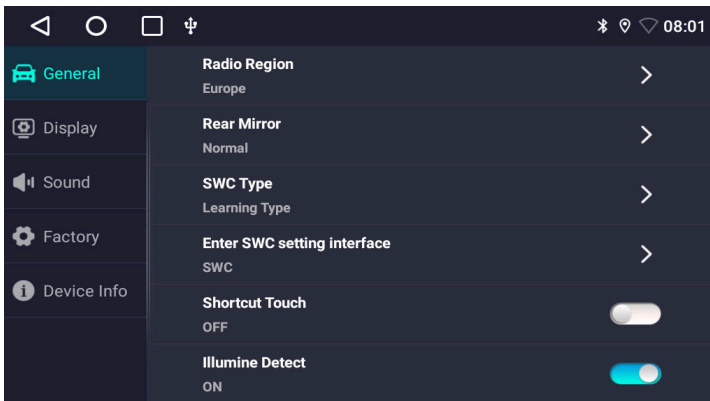 08:01
General
Display
Sound
Factory
Device Info
Radio Region
Europe
Rear Mirror
Normal
SWC Type
Learning Type
Enter SWC setting interface
SWC
Shortcut Touch
OFF
Illumine Detect
ON